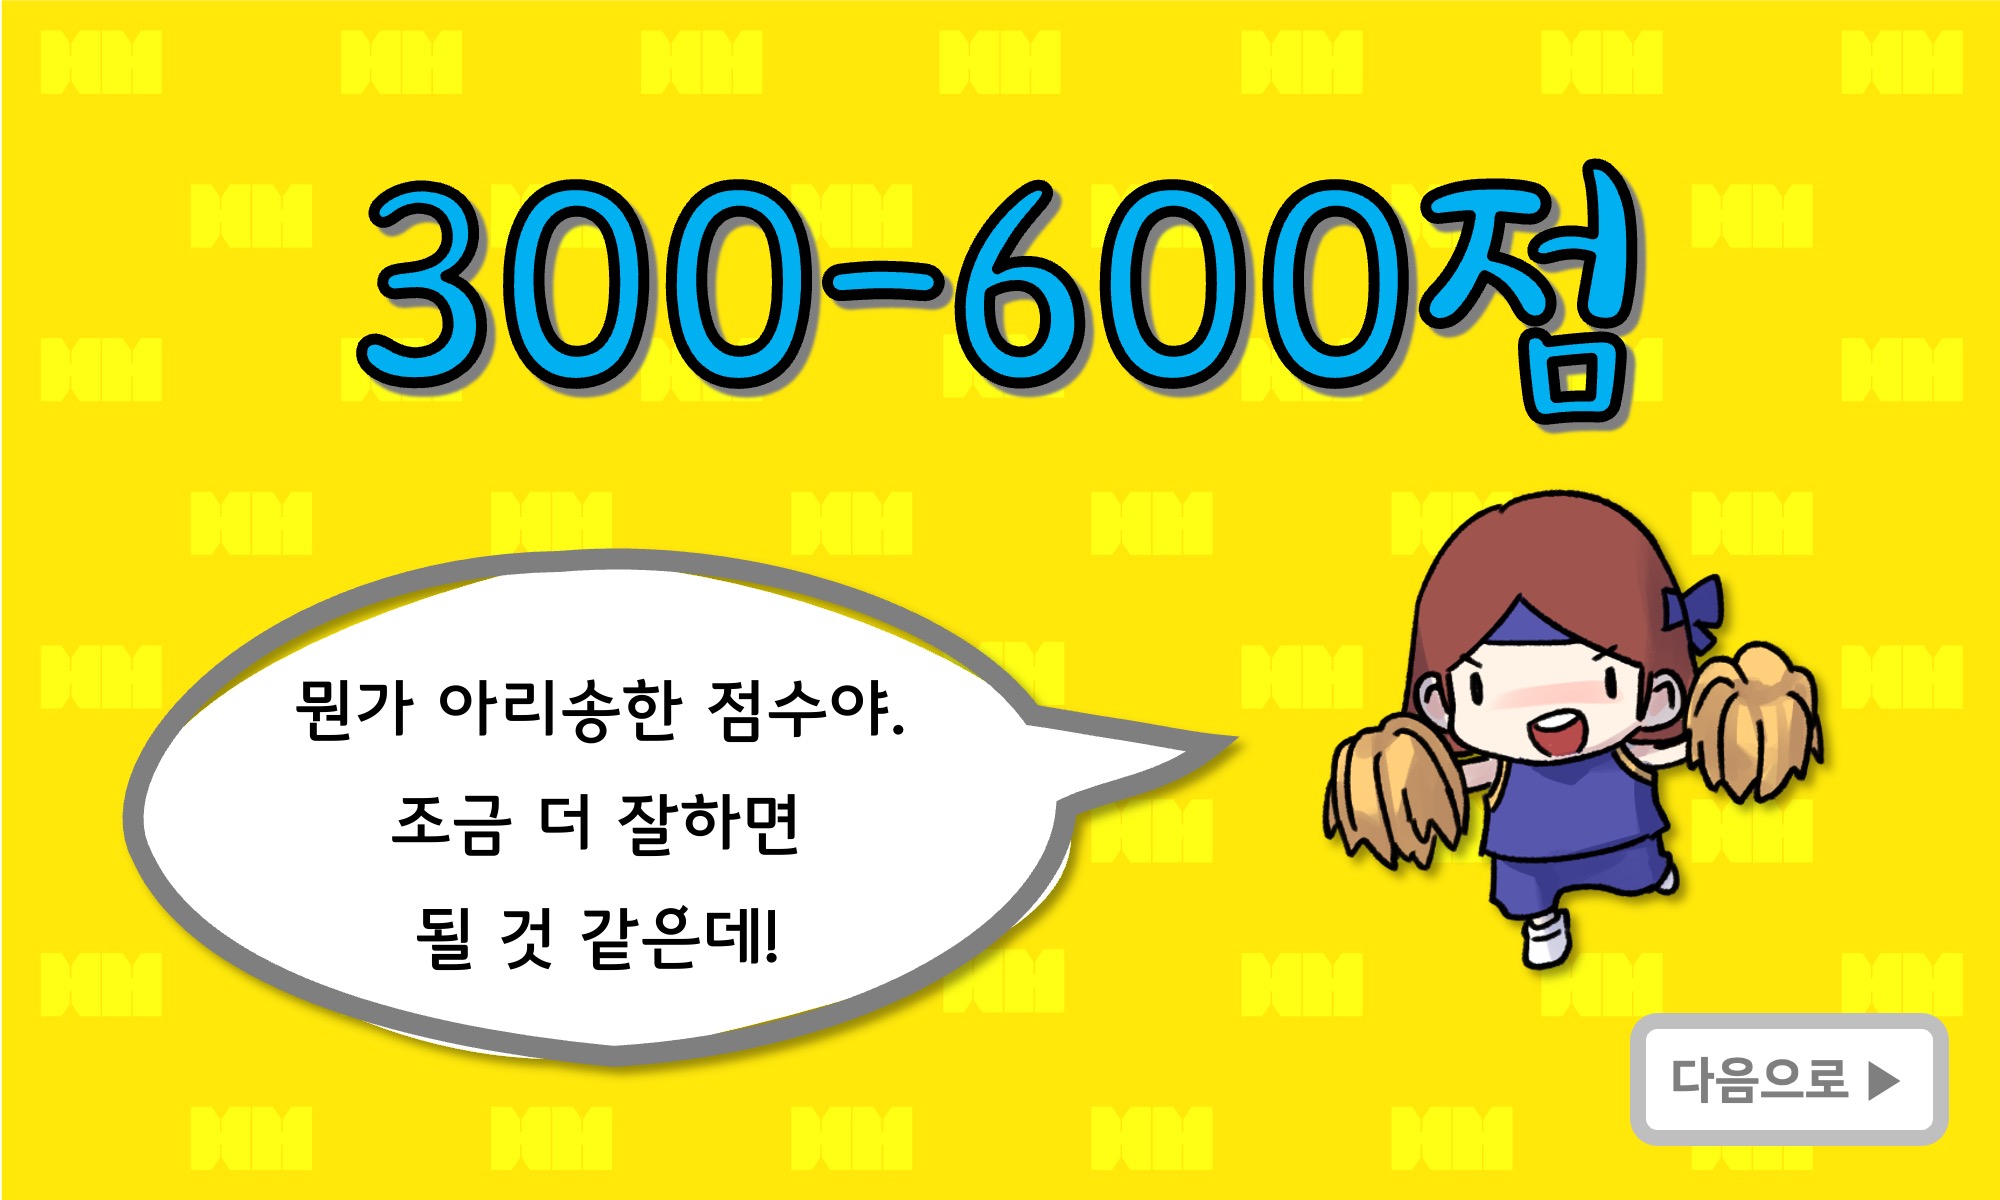 300-600점
뭔가 아리송한 점수야.
조금 더 잘하면
될 것 같은데!
다음으로 ▶